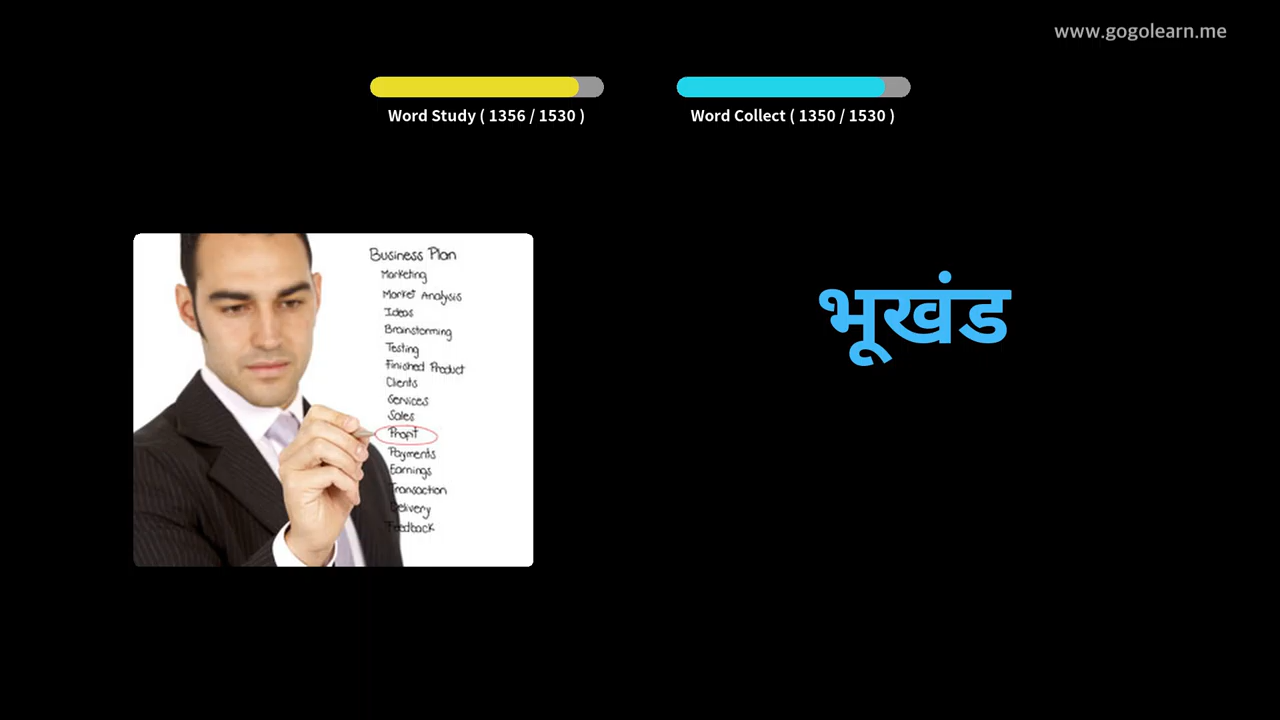 www.gogolearn.me
Word Study ( 1356 / 1530 )
Word Collect ( 1350 / 1530 )
Business Plan
Marketing
Market Analysis
Ideas
Brainstorming
Testing
Finished Product
Clients
Services
Sales
Profit
Payments
Earnings
Transaction
Delivery
Feedback
भूखंड